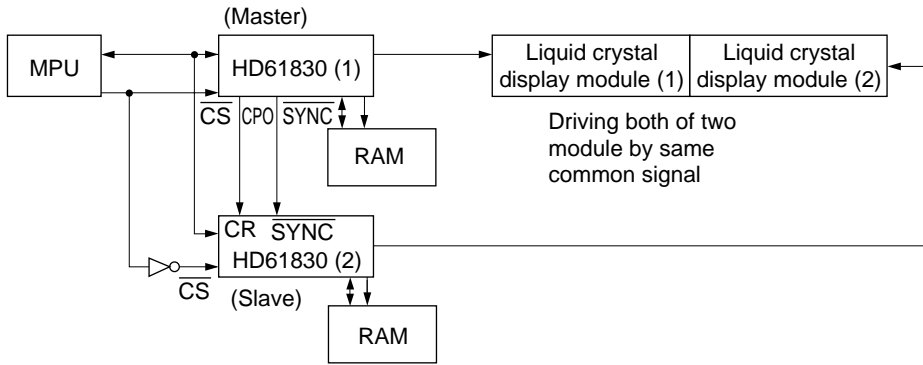 (Master)
MPU
HD61830 (1)
Liquid crystal
display module (1)
Liquid crystal
display module (2)
CS CPO SYNC
RAM
Driving both of two
module by same
common signal
CR SYNC
HD61830 (2)
CS
(Slave)
RAM